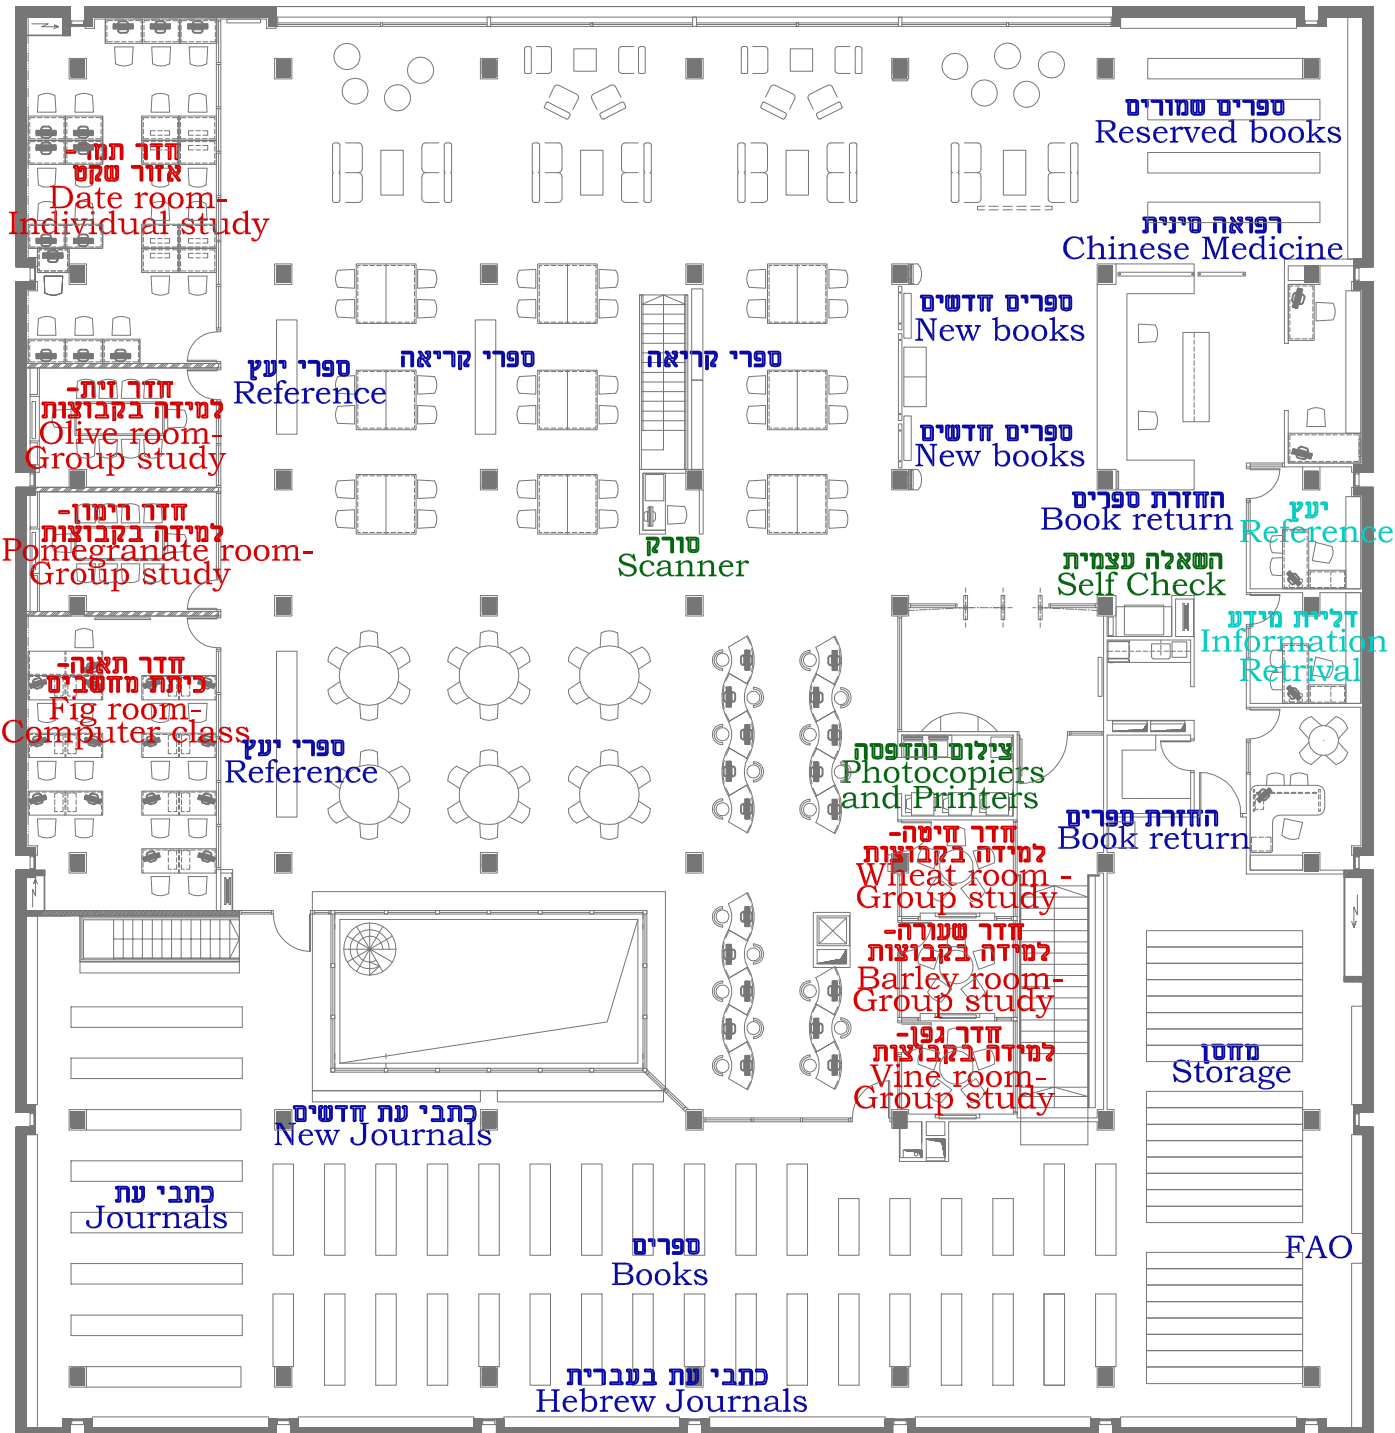 ספרים שמורים
Reserved books
חדר תמר-
אזור שקט
Date room-
Individual study
רפואה סינית
Chinese Medicine
ספרים חדשים
New books
ספרי יעץ
Reference
ספרי קריאה
ספרי קריאה
חדר זית-
למידה בקבוצות
Olive room-
Group study
ספרים חדשים
New books
החזרת ספרים
Book return
יעץ
Reference
חדר רימון-
למידה בקבוצות
Pomegranate room-
Group study
סורק
Scanner
השאלה עצמית
Self Check
דליית מידע
Information
Retrival
חדר תאנה-
כיתת מחשבים
Fig room-
Computer class
ספרי יעץ
Reference
צילום והדפסה
Photocopiers
and Printers
החזרת ספרים
Book return
חדר חיטה-
למידה בקבוצות
Wheat room -
Group study
חדר שעורה-
למידה בקבוצות
Barley room-
Group study
חדר גפן-
למידה בקבוצות
Vine room-
Group study
מחסן
Storage
כתבי עת חדשים
New Journals
כתבי עת
Journals
ספרים
Books
FAO
כתבי עת בעברית
Hebrew Journals